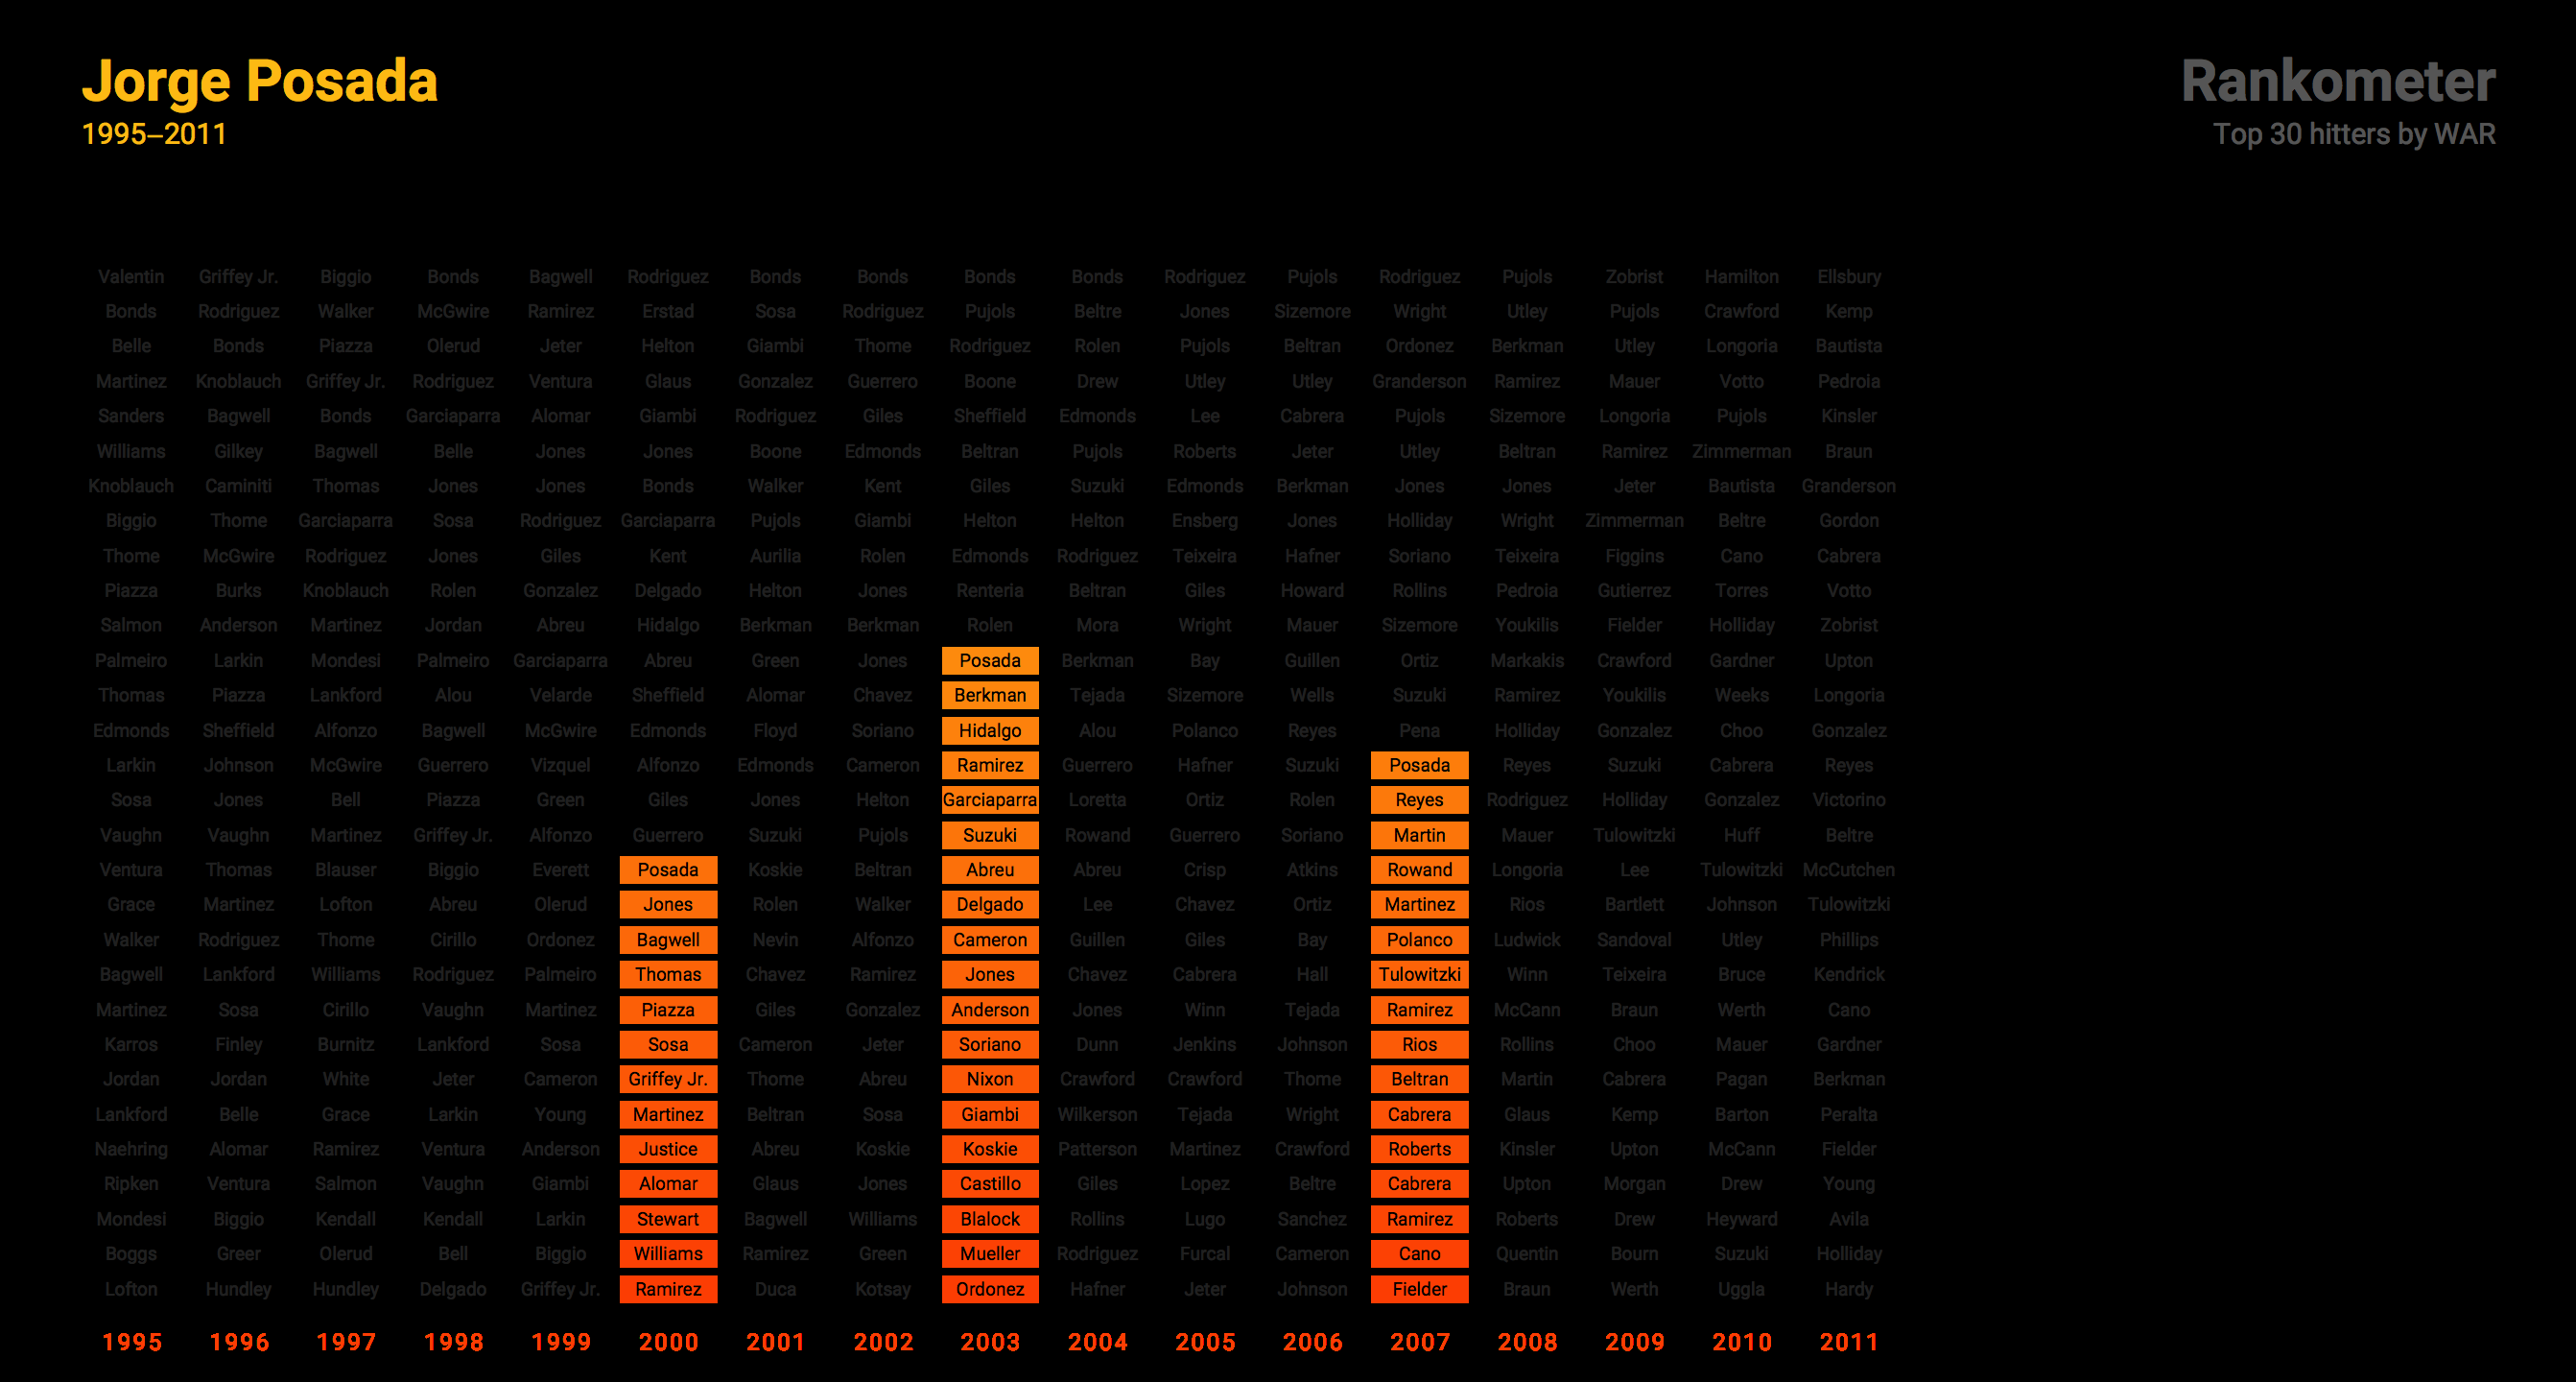 Jorge Posada
1995–2011
Rankometer
Top 30 hitters by WAR
Valentin Griffey Jr. Biggio Bonds Bagwell Rodriguez Bonds Bonds Bonds Bonds Rodriguez Pujols Rodriguez Pujols Zobrist Hamilton Ellsbury
Bonds Rodriguez Walker McGwire Ramirez Erstad Sosa Rodriguez Pujols Beltre Jones Sizemore Wright Utley Pujols Crawford Kemp
Belle Bonds Piazza Olerud Jeter Helton Giambi Thome Rodriguez Rolen Pujols Beltran Ordonez Berkman Utley Longoria Bautista
Martinez Knoblauch Griffey Jr. Rodriguez Ventura Glaus Gonzalez Guerrero Boone Drew Utley Utley Granderson Ramirez Mauer Votto Pedroia
Sanders Bagwell Bonds Garciaparra Alomar Giambi Rodriguez Giles Sheffield Edmonds Lee Cabrera Pujols Sizemore Longoria Pujols Kinsler
Williams Gilkey Bagwell Belle Jones Jones Boone Edmonds Beltran Pujols Roberts Jeter Utley Beltran Ramirez Zimmerman Braun
Knoblauch Caminiti Thomas Jones Jones Bonds Walker Kent Giles Suzuki Edmonds Berkman Jones Jones Jeter Bautista Granderson
Biggio Thome Garciaparra Sosa Rodriguez Garciaparra Pujols Giambi Helton Helton Ensberg Jones Holliday Wright Zimmerman Beltre Gordon
Thome McGwire Rodriguez Jones Giles Kent Aurilia Rolen Edmonds Rodriguez Teixeira Hafner Soriano Teixeira Figgins Cano Cabrera
Piazza Burks Knoblauch Rolen Gonzalez Delgado Helton Jones Renteria Beltran Giles Howard Rollins Pedroia Gutierrez Torres Votto
Salmon Anderson Martinez Jordan Abreu Hidalgo Berkman Berkman Rolen Mora Wright Mauer Sizemore Youkilis Fielder Holliday Zobrist
Palmeiro Larkin Mondesi Palmeiro Garciaparra Abreu Green Jones Posada Berkman Bay Guillen Ortiz Markakis Crawford Gardner Upton
Thomas Piazza Lankford Alou Velarde Sheffield Alomar Chavez Berkman Tejada Sizemore Wells Suzuki Ramirez Youkilis Weeks Longoria
Edmonds Sheffield Alfonzo Bagwell McGwire Edmonds Floyd Soriano Hidalgo Alou Polanco Reyes Pena Holliday Gonzalez Choo Gonzalez
Larkin Johnson McGwire Guerrero Vizquel Alfonzo Edmonds Cameron Ramirez Guerrero Hafner Suzuki Posada Reyes Suzuki Cabrera Reyes
Sosa Jones Bell Piazza Green Giles Jones Helton Garciaparra Loretta Ortiz Rolen Reyes Rodriguez Holliday Gonzalez Victorino
Vaughn Vaughn Martinez Griffey Jr. Alfonzo Guerrero Suzuki Pujols Suzuki Rowand Guerrero Soriano Martin Mauer Tulowitzki Huff Beltre
Ventura Thomas Blauser Biggio Everett Posada Koskie Beltran Abreu Abreu Crisp Atkins Rowand Longoria Lee Tulowitzki McCutchen
Grace Martinez Lofton Abreu Olerud Jones Rolen Walker Delgado Lee Chavez Ortiz Martinez Rios Bartlett Johnson Tulowitzki
Walker Rodriguez Thome Cirillo Ordonez Bagwell Nevin Alfonzo Cameron Guillen Giles Bay Polanco Ludwick Sandoval Utley Phillips
Bagwell Lankford Williams Rodriguez Palmeiro Thomas Chavez Ramirez Jones Chavez Cabrera Hall Tulowitzki Winn Teixeira Bruce Kendrick
Martinez Sosa Cirillo Vaughn Martinez Piazza Giles Gonzalez Anderson Jones Winn Tejada Ramirez McCann Braun Werth Cano
Karros Finley Burnitz Lankford Sosa Sosa Cameron Jeter Soriano Dunn Jenkins Johnson Rios Rollins Choo Mauer Gardner
Jordan Jordan White Jeter Cameron Griffey Jr. Thome Abreu Nixon Crawford Crawford Thome Beltran Martin Cabrera Pagan Berkman
Lankford Belle Grace Larkin Young Martinez Beltran Sosa Giambi Wilkerson Tejada Wright Cabrera Glaus Kemp Barton Peralta
Naehring Alomar Ramirez Ventura Anderson Justice Abreu Koskie Koskie Patterson Martinez Crawford Roberts Kinsler Upton McCann Fielder
Ripken Ventura Salmon Vaughn Giambi Alomar Glaus Jones Castillo Giles Lopez Beltre Cabrera Upton Morgan Drew Young
Mondesi Biggio Kendall Kendall Larkin Stewart Bagwell Williams Blalock Rollins Lugo Sanchez Ramirez Roberts Drew Heyward Avila
Boggs Greer Olerud Bell Biggio Williams Ramirez Green Mueller Rodriguez Furcal Cameron Cano Quentin Bourn Suzuki Holliday
Lofton Hundley Hundley Delgado Griffey Jr. Ramirez Duca Kotsay Ordonez Hafner Jeter Johnson Fielder Braun Werth Uggla Hardy
1995 1996 1997 1998 1999 2000 2001 2002 2003 2004 2005 2006 2007 2008 2009 2010 2011